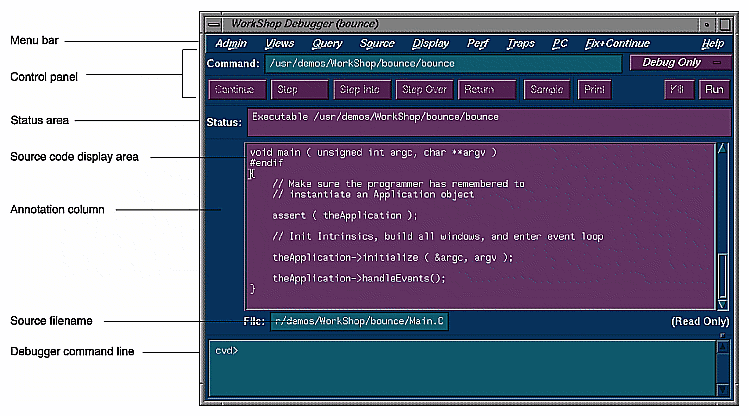 WorkShop Debugger (bounce)
Menu bar
Admin Views Query Source Display Perf Traps PC Fix+Continue Help
Control panel
Command: /usr/demos/WorkShop/bounce/bounce Debug Only
Continue Stop Step Into Step Over Return Sample Print Kill Run
Status area
Status: Executable /usr/demos/WorkShop/bounce/bounce
Source code display area
void main ( unsigned int argc, char **argv )
#endif
{
// Make sure the programmer has remembered to
// instantiate an Application object
Annotation column
assert ( theApplication );
// Init Intrinsics, build all windows, and enter event loop
theApplication->initialize ( &argc, argv );
theApplication->handleEvents();
}
Source filename
File: r/demos/WorkShop/bounce/Main.C (Read Only)
Debugger command line
cvd>